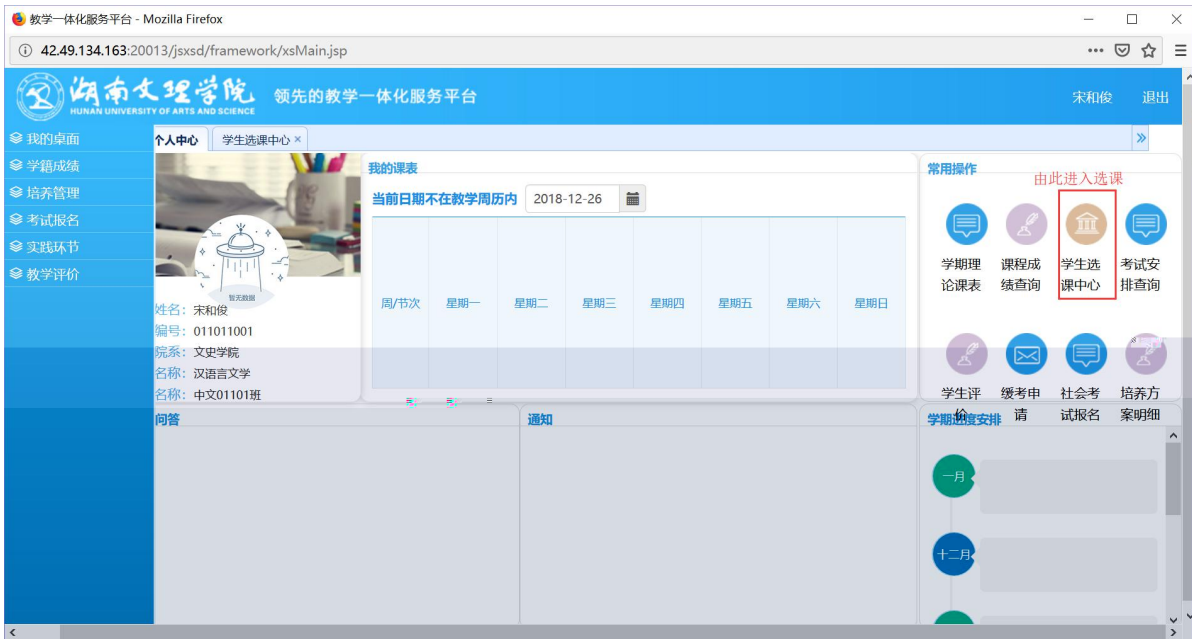 教学一体化服务平台 - Mozilla Firefox
42.49.134.163:20013/jsxsd/framework/xsMain.jsp
湖南文理学院
HUNAN UNIVERSITY OF ARTS AND SCIENCE
领先的教学一体化服务平台
宋和俊 退出
我的桌面
学籍成绩
培养管理
考试报名
实践环节
教学评价
个人中心 学生选课中心 ×
暂无数据
姓名：宋和俊
编号：011011001
院系：文史学院
名称：汉语言文学
名称：中文01101班
我的课表
当前日期不在教学周历内 2018-12-26
周/节次 星期一 星期二 星期三 星期四 星期五 星期六 星期日
常用操作
由此进入选课
学期理论课表
课程成绩查询
学生选课中心
考试安排查询
学生评价
缓考申请
社会考试报名
培养方案明细
问答
通知
学期进度安排
一月
十二月